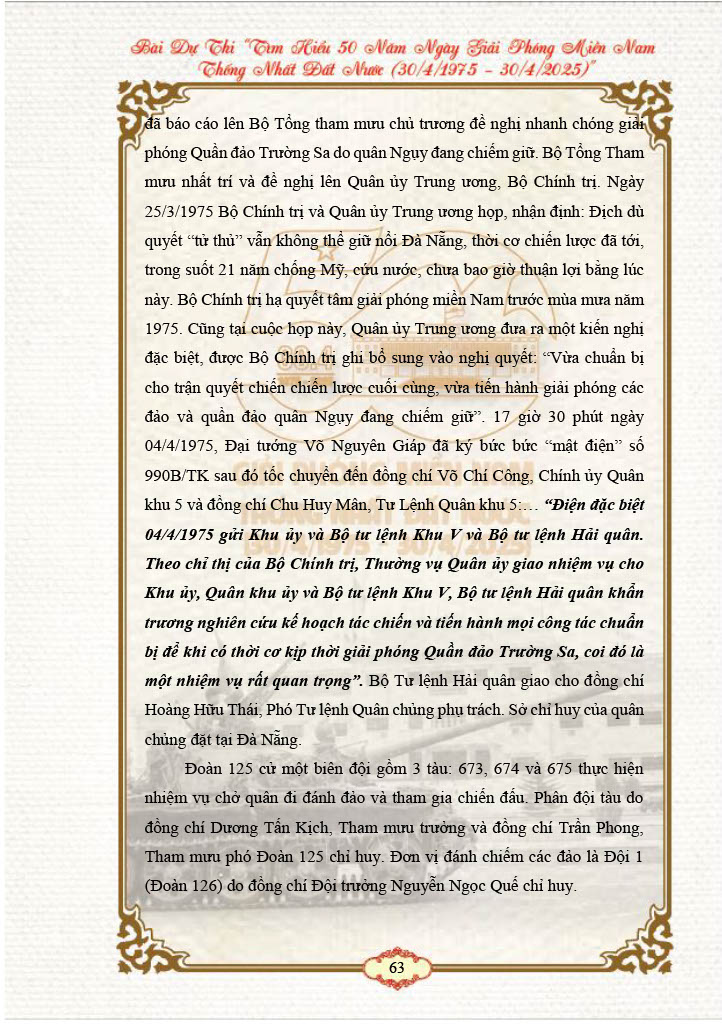 Bài Dự Thi “Tìm Hiểu 50 Năm Ngày Giải Phóng Miền Nam
Thống Nhất Đất Nước (30/4/1975 – 30/4/2025)”
đã báo cáo lên Bộ Tổng tham mưu chủ trương đề nghị nhanh chóng giải
phóng Quần đảo Trường Sa do quân Ngụy đang chiếm giữ. Bộ Tổng Tham
mưu nhất trí và đề nghị lên Quân ủy Trung ương, Bộ Chính trị. Ngày
25/3/1975 Bộ Chính trị và Quân ủy Trung ương họp, nhận định: Địch dù
quyết “tử thủ” vẫn không thể giữ nổi Đà Nẵng, thời cơ chiến lược đã tới,
trong suốt 21 năm chống Mỹ, cứu nước, chưa bao giờ thuận lợi bằng lúc
này. Bộ Chính trị hạ quyết tâm giải phóng miền Nam trước mùa mưa năm
1975. Cũng tại cuộc họp này, Quân ủy Trung ương đưa ra một kiến nghị
đặc biệt, được Bộ Chính trị ghi bổ sung vào nghị quyết: “Vừa chuẩn bị
cho trận quyết chiến chiến lược cuối cùng, vừa tiến hành giải phóng các
đảo và quần đảo quân Ngụy đang chiếm giữ”. 17 giờ 30 phút ngày
04/4/1975, Đại tướng Võ Nguyên Giáp đã ký bức bức “mật điện” số
990B/TK sau đó tốc chuyển đến đồng chí Võ Chí Công, Chính ủy Quân
khu 5 và đồng chí Chu Huy Mân, Tư Lệnh Quân khu 5:… “Điện đặc biệt
04/4/1975 gửi Khu ủy và Bộ tư lệnh Khu V và Bộ tư lệnh Hải quân.
Theo chỉ thị của Bộ Chính trị, Thường vụ Quân ủy giao nhiệm vụ cho
Khu ủy, Quân khu ủy và Bộ tư lệnh Khu V, Bộ tư lệnh Hải quân khẩn
trương nghiên cứu kế hoạch tác chiến và tiến hành mọi công tác chuẩn
bị để khi có thời cơ kịp thời giải phóng Quần đảo Trường Sa, coi đó là
một nhiệm vụ rất quan trọng”. Bộ Tư lệnh Hải quân giao cho đồng chí
Hoàng Hữu Thái, Phó Tư lệnh Quân chủng phụ trách. Sở chỉ huy của quân
chủng đặt tại Đà Nẵng.
Đoàn 125 cử một biên đội gồm 3 tàu: 673, 674 và 675 thực hiện
nhiệm vụ chở quân đi đánh đảo và tham gia chiến đấu. Phân đội tàu do
đồng chí Dương Tấn Kịch, Tham mưu trưởng và đồng chí Trần Phong,
Tham mưu phó Đoàn 125 chỉ huy. Đơn vị đánh chiếm các đảo là Đội 1
(Đoàn 126) do đồng chí Đội trưởng Nguyễn Ngọc Quế chỉ huy.
50
30.4
GIẢI PHÓNG MIỀN NAM
THỐNG NHẤT ĐẤT NƯỚC
(30/4/1975 - 30/4/2025)
63